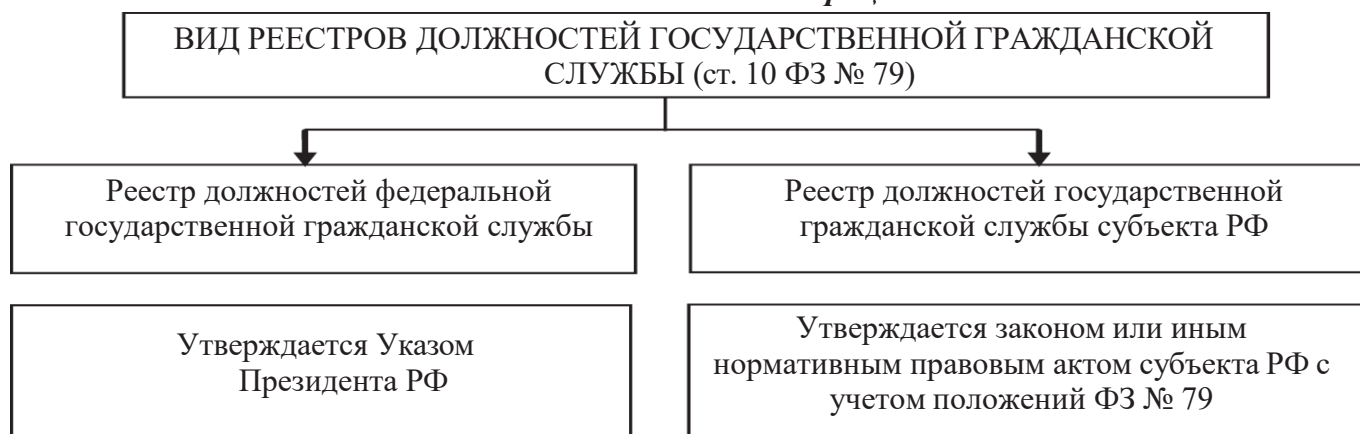 ВИД РЕЕСТРОВ ДОЛЖНОСТЕЙ ГОСУДАРСТВЕННОЙ ГРАЖДАНСКОЙ
СЛУЖБЫ (ст. 10 ФЗ № 79)
Реестр должностей федеральной
государственной гражданской службы
Реестр должностей государственной
гражданской службы субъекта РФ
Утверждается Указом
Президента РФ
Утверждается законом или иным
нормативным правовым актом субъекта РФ с
учетом положений ФЗ № 79